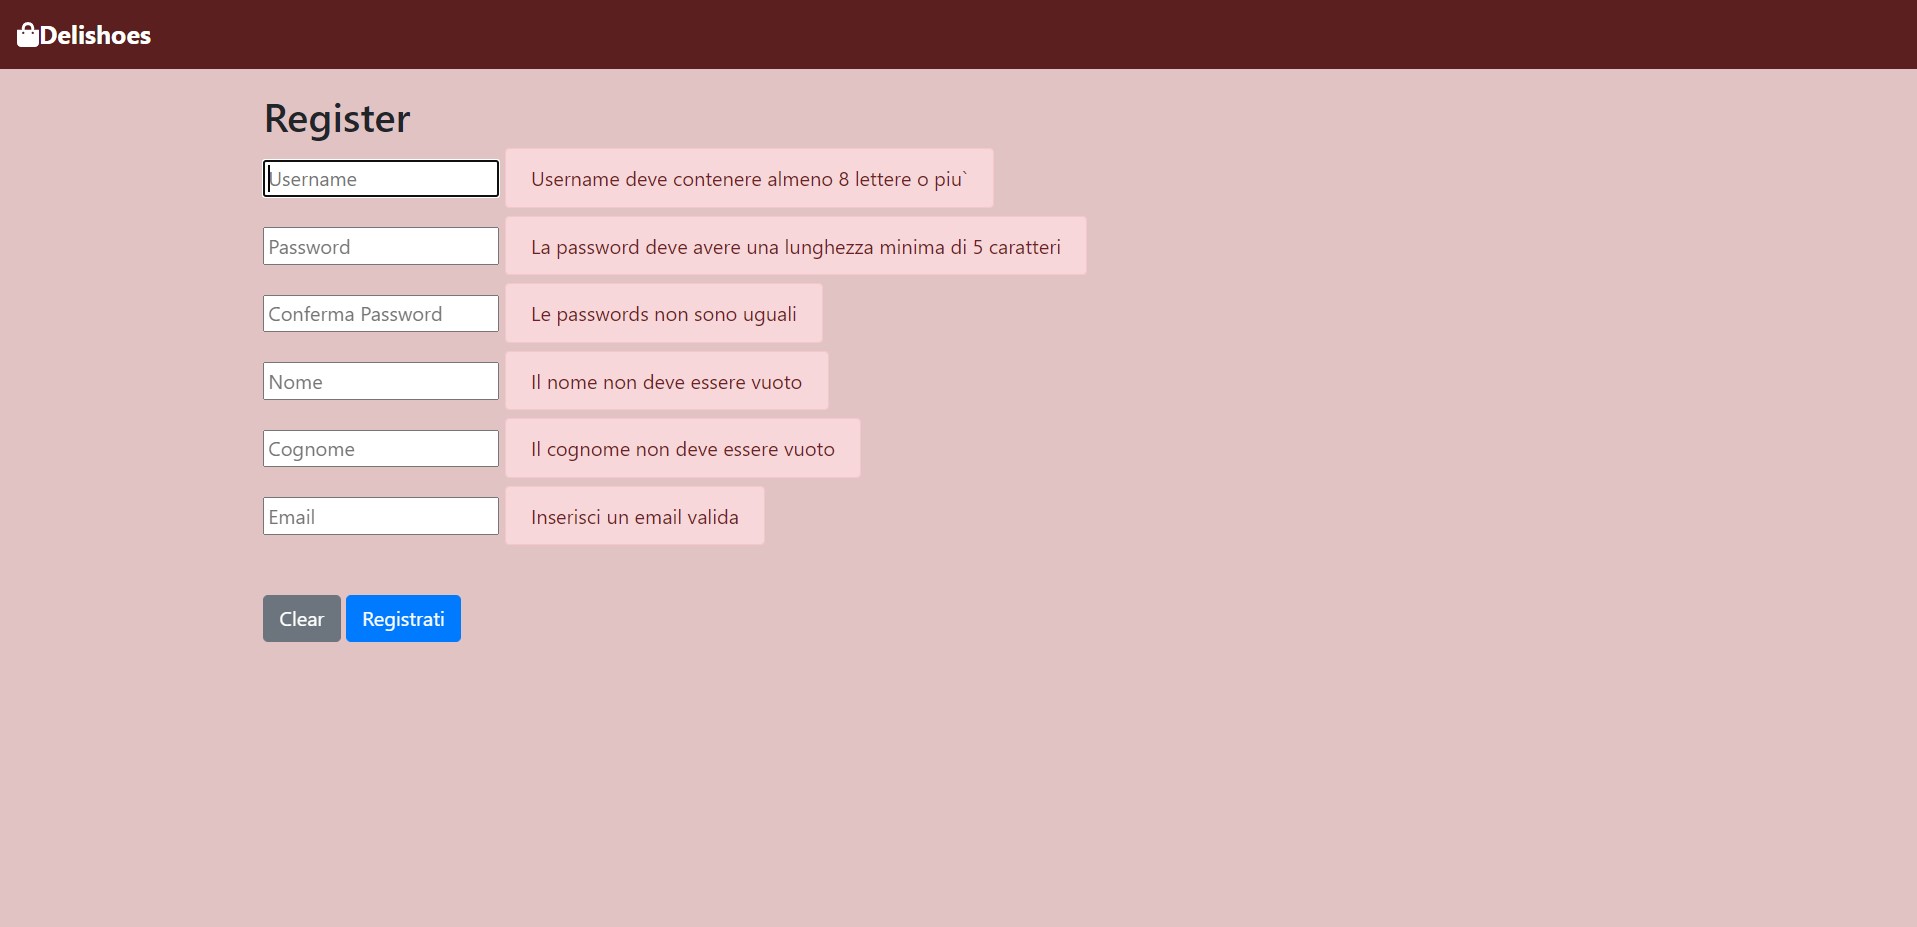 Delishoes
Register
Username Username deve contenere almeno 8 lettere o piu`
Password La password deve avere una lunghezza minima di 5 caratteri
Conferma Password Le passwords non sono uguali
Nome Il nome non deve essere vuoto
Cognome Il cognome non deve essere vuoto
Email Inserisci un email valida
Clear Registrati